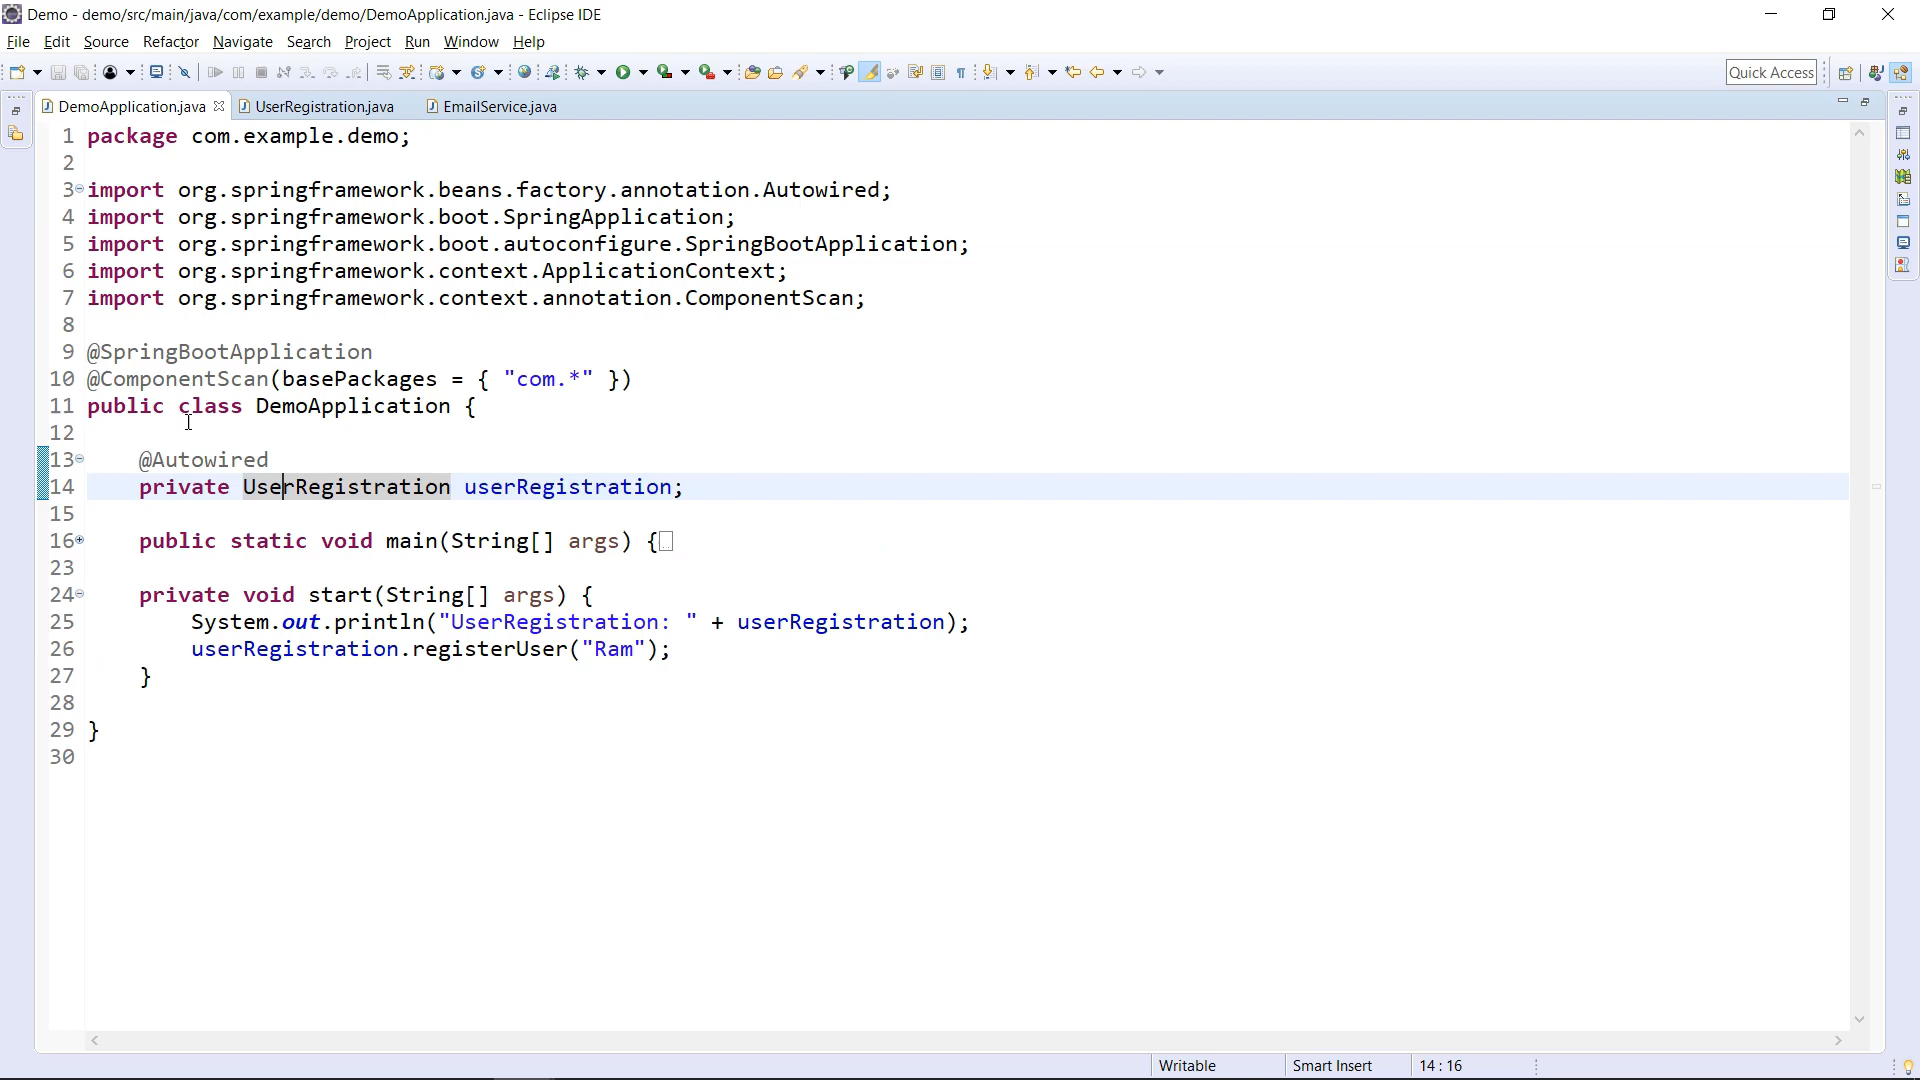 Demo - demo/src/main/java/com/example/demo/DemoApplication.java - Eclipse IDE
File Edit Source Refactor Navigate Search Project Run Window Help
Quick Access
DemoApplication.java UserRegistration.java EmailService.java
1 package com.example.demo;
2
3 import org.springframework.beans.factory.annotation.Autowired;
4 import org.springframework.boot.SpringApplication;
5 import org.springframework.boot.autoconfigure.SpringBootApplication;
6 import org.springframework.context.ApplicationContext;
7 import org.springframework.context.annotation.ComponentScan;
8
9 @SpringBootApplication
10 @ComponentScan(basePackages = { "com.*" })
11 public class DemoApplication {
12
13 @Autowired
14 private UserRegistration userRegistration;
15
16 public static void main(String[] args) {
23
24 private void start(String[] args) {
25 System.out.println("UserRegistration: " + userRegistration);
26 userRegistration.registerUser("Ram");
27 }
28
29 }
30
Writable Smart Insert 14 : 16